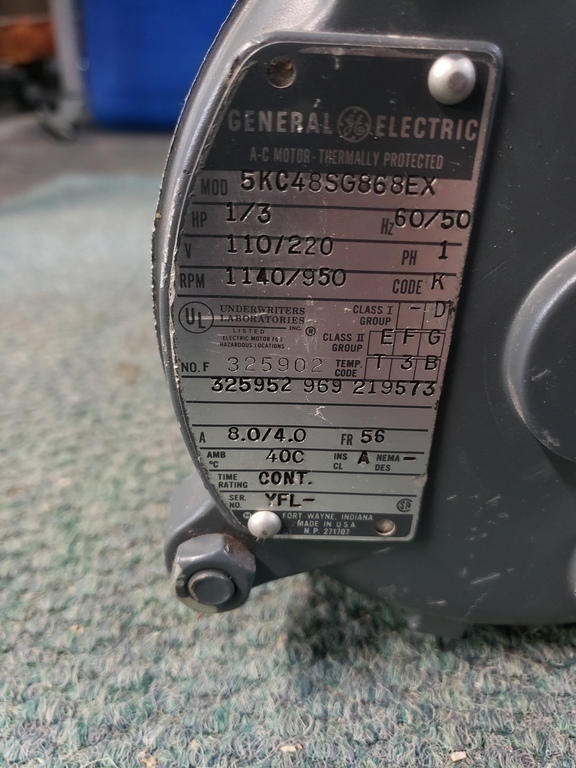 GENERAL GE ELECTRIC
A-C MOTOR - THERMALLY PROTECTED
MOD 5KC48SG868EX
HP 1/3 Hz 60/50
V 110/220 PH 1
RPM 1140/950 CODE K
UL UNDERWRITERS LABORATORIES INC. ®
LISTED
ELECTRIC MOTOR FOR
HAZARDOUS LOCATIONS
CLASS I GROUP - D
CLASS II GROUP E F G
NO. F 325902 TEMP. CODE T 3 B
325952 969 219573
A 8.0/4.0 FR 56
AMB °C 40C INS CL A NEMA DES -
TIME RATING CONT.
SER. NO. YFL-
FORT WAYNE, INDIANA
MADE IN U.S.A.
N.P. 271707